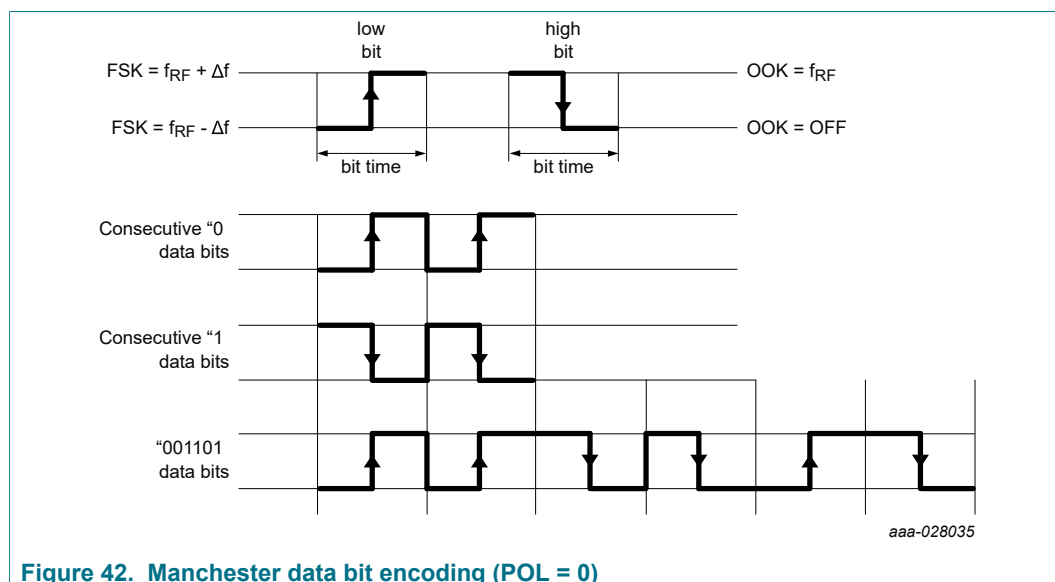 low
bit
high
bit
FSK = fRF + Δf
OOK = fRF
FSK = fRF - Δf
OOK = OFF
bit time
bit time
Consecutive “0
data bits
Consecutive “1
data bits
“001101
data bits
aaa-028035
Figure 42. Manchester data bit encoding (POL = 0)